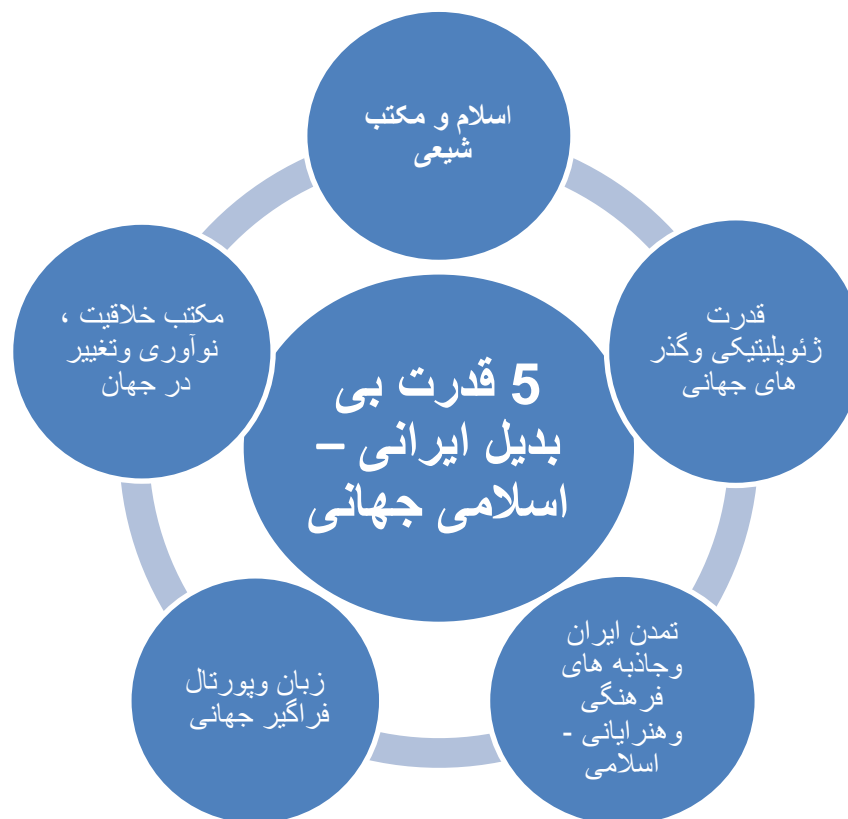 اسلام و مکتب
شیعی
قدرت
ژئوپلیتیکی وگذر
های جهانی
تمدن ایران
وجاذبه های
فرهنگی
وهنرایانی -
اسلامی
زبان وپورتال
فراگیر جهانی
مکتب خلاقیت ،
نوآوری وتغییر
در جهان
5 قدرت بی
بدیل ایرانی –
اسلامی جهانی